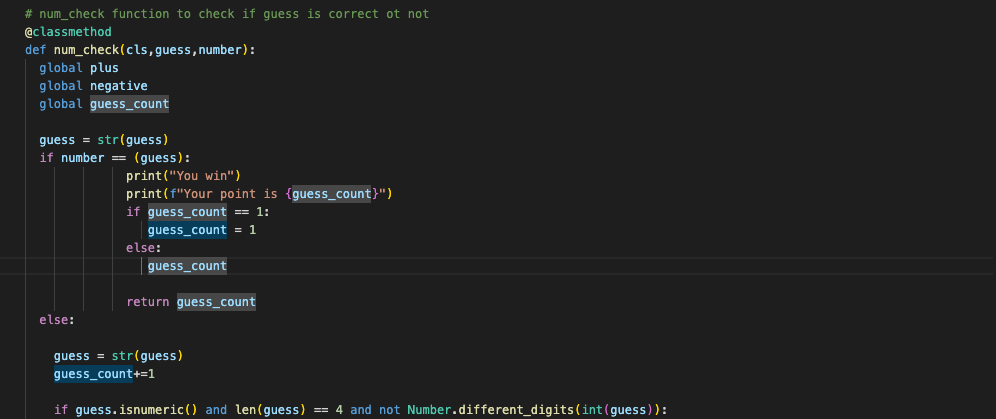 # num_check function to check if guess is correct ot not
@classmethod
def num_check(cls,guess,number):
global plus
global negative
global guess_count
guess = str(guess)
if number == (guess):
print("You win")
print(f"Your point is {guess_count}")
if guess_count == 1:
guess_count = 1
else:
guess_count
return guess_count
else:
guess = str(guess)
guess_count+=1
if guess.isnumeric() and len(guess) == 4 and not Number.different_digits(int(guess)):